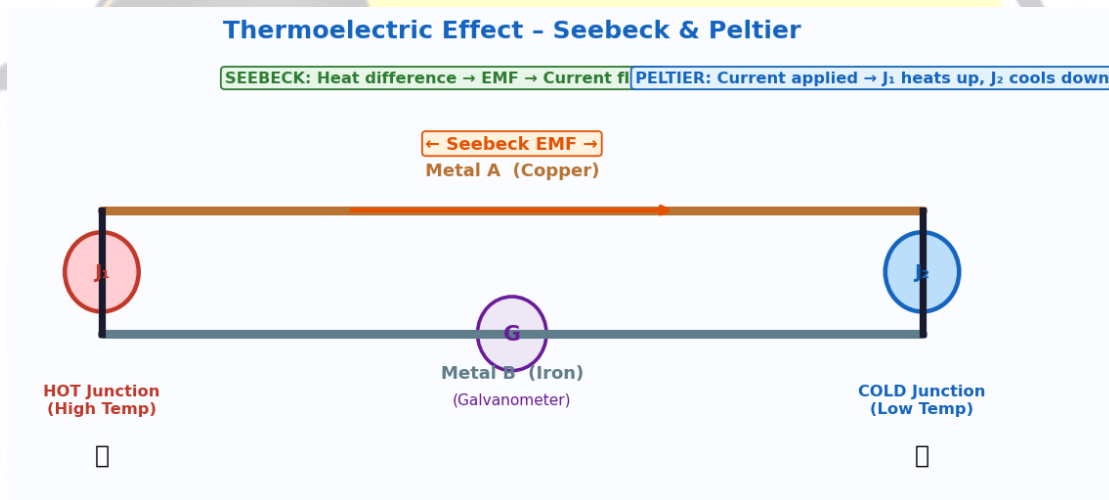 Thermoelectric Effect – Seebeck & Peltier
SEEBECK: Heat difference → EMF → Current fl
PELTIER: Current applied → J₁ heats up, J₂ cools down
← Seebeck EMF →
Metal A (Copper)
J₁
J₂
G
Metal B (Iron)
(Galvanometer)
HOT Junction
(High Temp)
COLD Junction
(Low Temp)